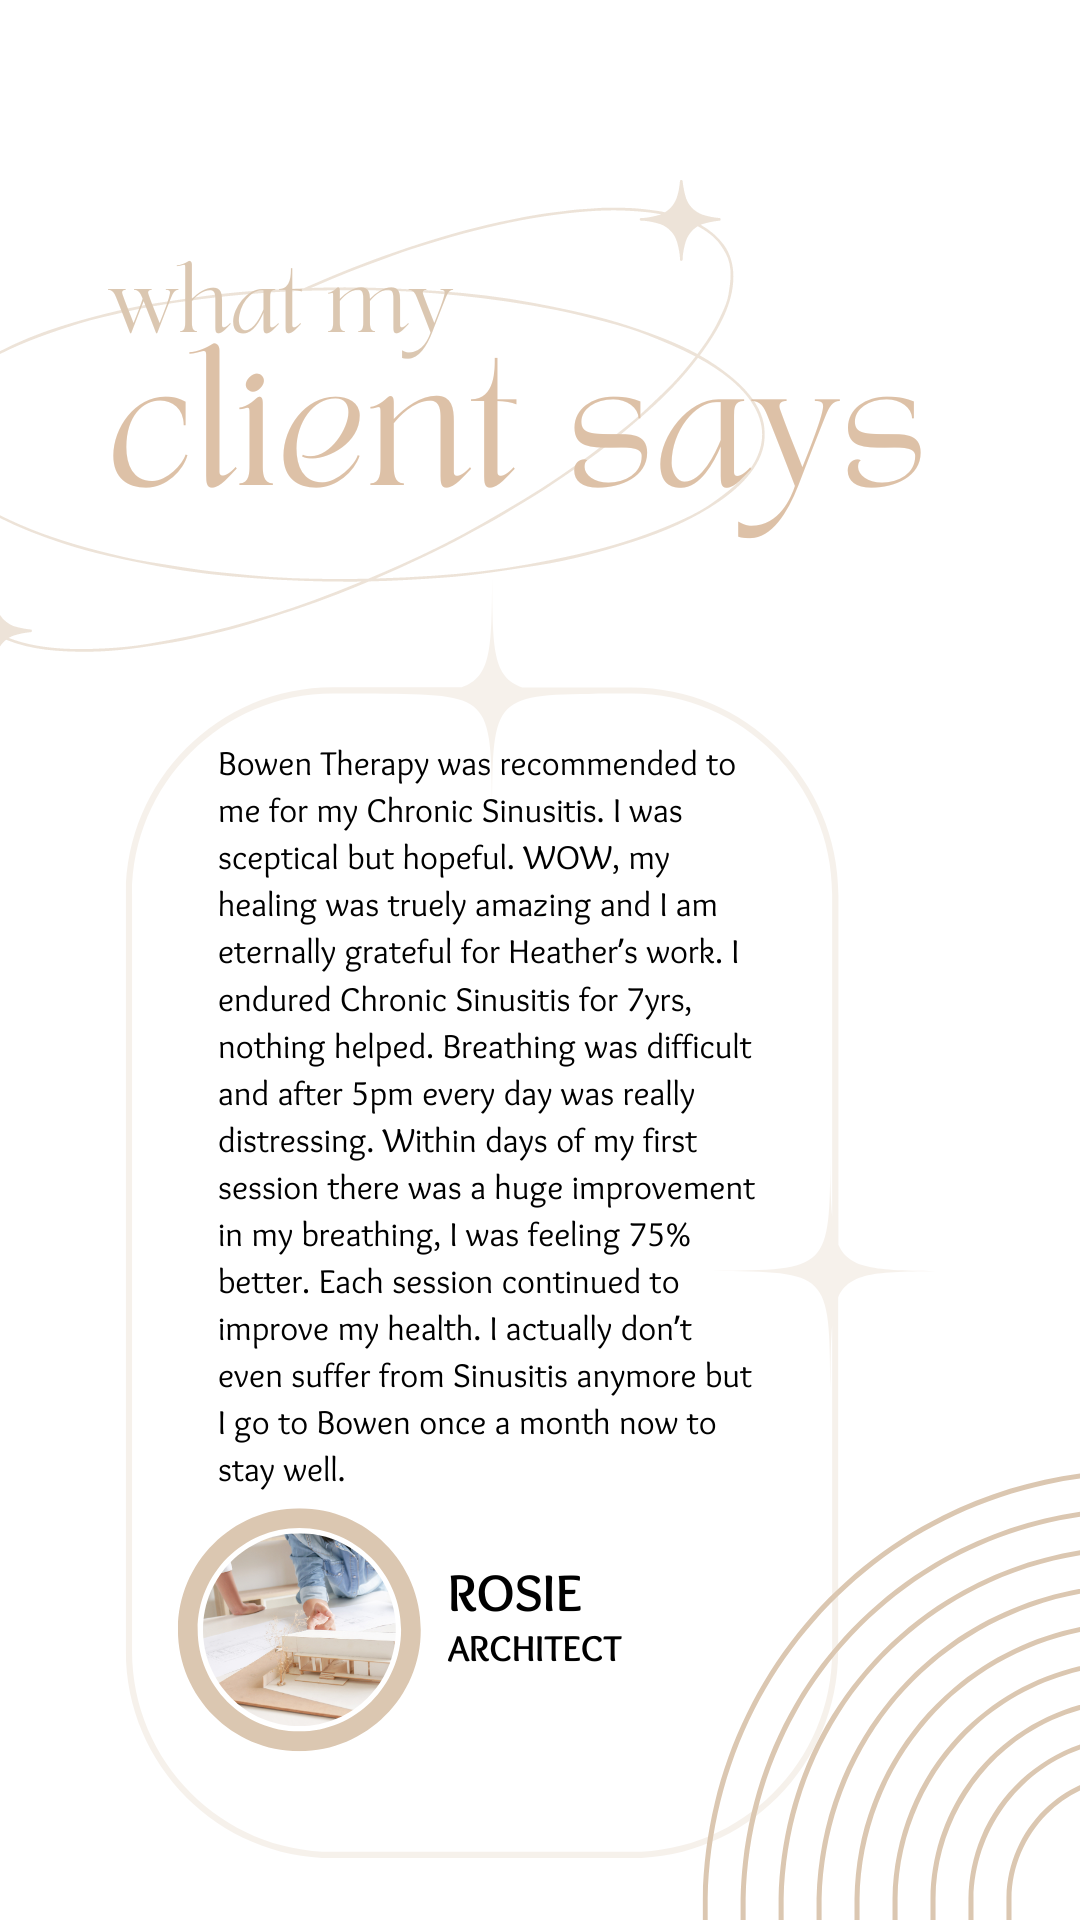 what my
client says
Bowen Therapy was recommended to
me for my Chronic Sinusitis. I was
sceptical but hopeful. WOW, my
healing was truely amazing and I am
eternally grateful for Heather's work. I
endured Chronic Sinusitis for 7yrs,
nothing helped. Breathing was difficult
and after 5pm every day was really
distressing. Within days of my first
session there was a huge improvement
in my breathing, I was feeling 75%
better. Each session continued to
improve my health. I actually don't
even suffer from Sinusitis anymore but
I go to Bowen once a month now to
stay well.
ROSIE
ARCHITECT